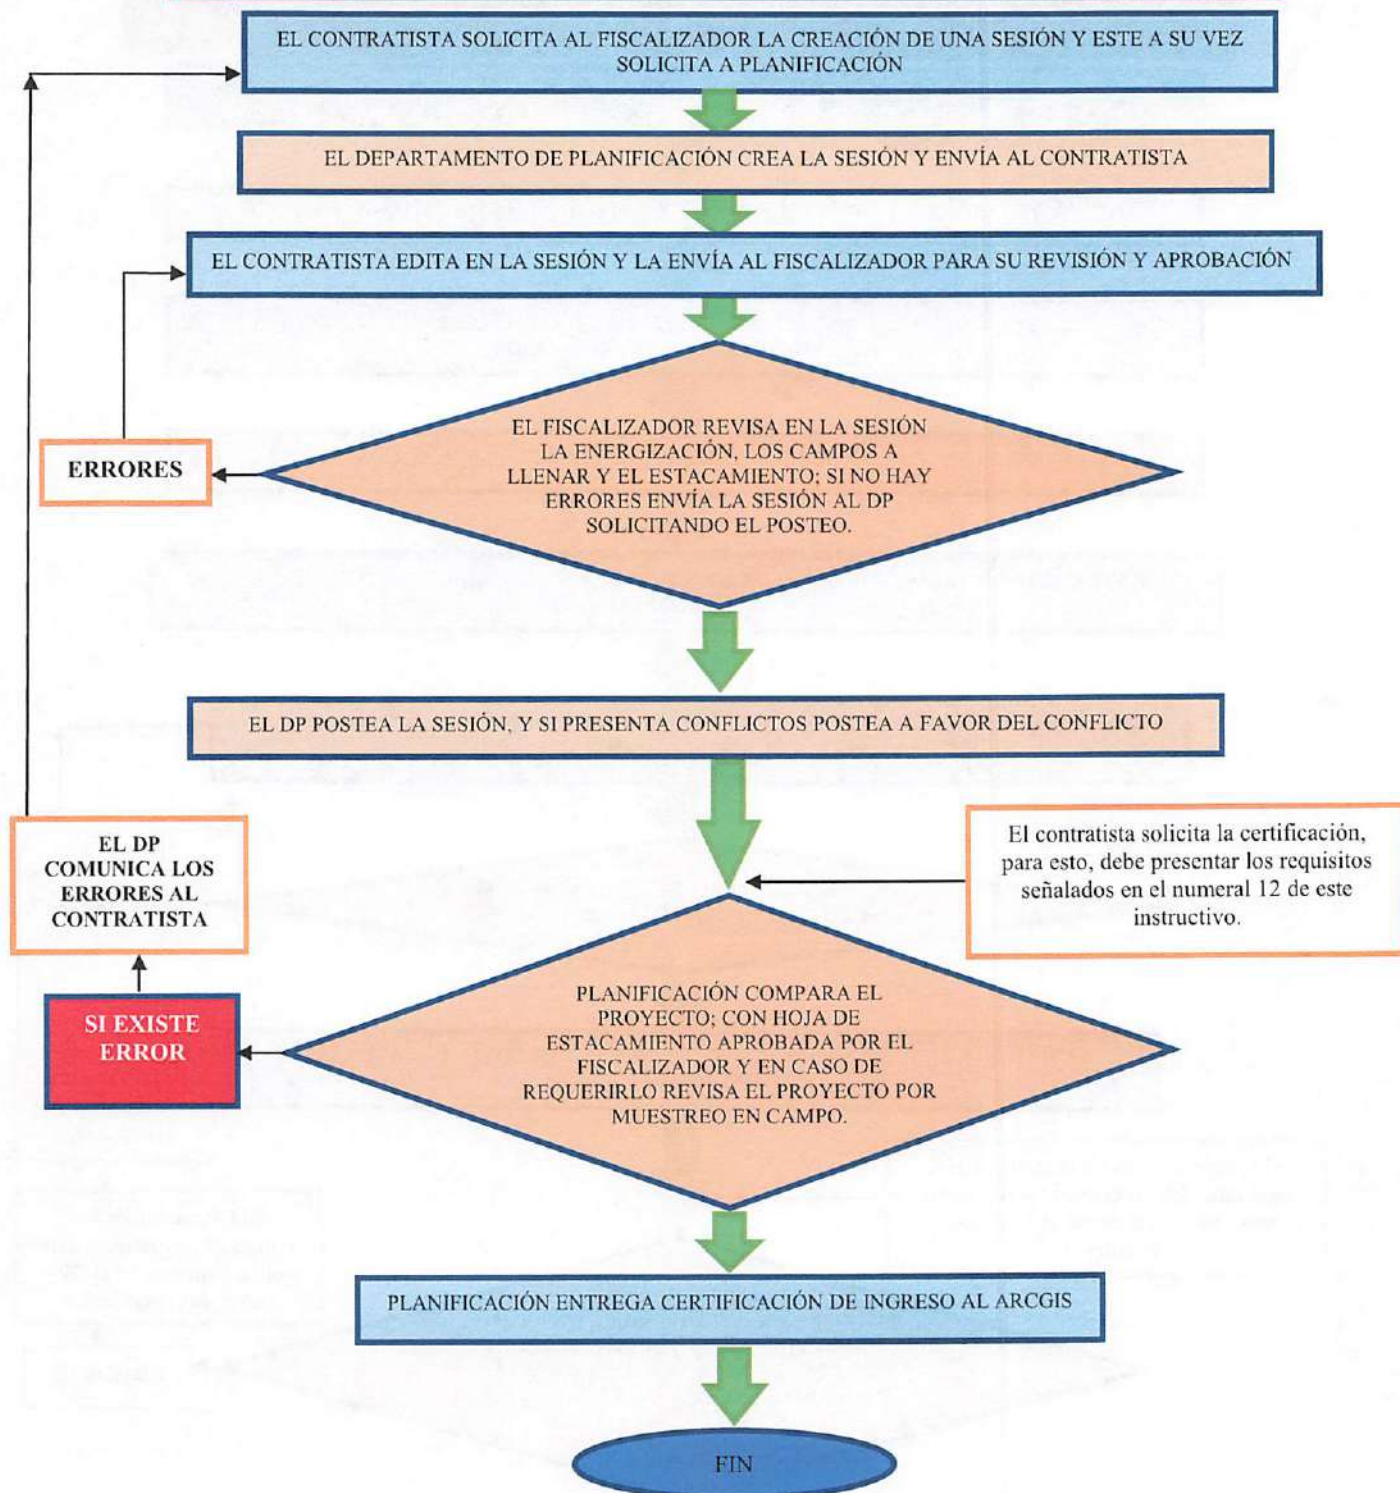 EL CONTRATISTA SOLICITA AL FISCALIZADOR LA CREACIÓN DE UNA SESIÓN Y ESTE A SU VEZ
SOLICITA A PLANIFICACIÓN
EL DEPARTAMENTO DE PLANIFICACIÓN CREA LA SESIÓN Y ENVÍA AL CONTRATISTA
EL CONTRATISTA EDITA EN LA SESIÓN Y LA ENVÍA AL FISCALIZADOR PARA SU REVISIÓN Y APROBACIÓN
EL FISCALIZADOR REVISA EN LA SESIÓN
LA ENERGIZACIÓN, LOS CAMPOS A
LLENAR Y EL ESTACAMIENTO; SI NO HAY
ERRORES ENVÍA LA SESIÓN AL DP
SOLICITANDO EL POSTEO.
ERRORES
EL DP POSTEA LA SESIÓN, Y SI PRESENTA CONFLICTOS POSTEA A FAVOR DEL CONFLICTO
EL DP
COMUNICA LOS
ERRORES AL
CONTRATISTA
El contratista solicita la certificación,
para esto, debe presentar los requisitos
señalados en el numeral 12 de este
instructivo.
SI EXISTE
ERROR
PLANIFICACIÓN COMPARA EL
PROYECTO; CON HOJA DE
ESTACAMIENTO APROBADA POR EL
FISCALIZADOR Y EN CASO DE
REQUERIRLO REVISA EL PROYECTO POR
MUESTREO EN CAMPO.
PLANIFICACIÓN ENTREGA CERTIFICACIÓN DE INGRESO AL ARCGIS
FIN